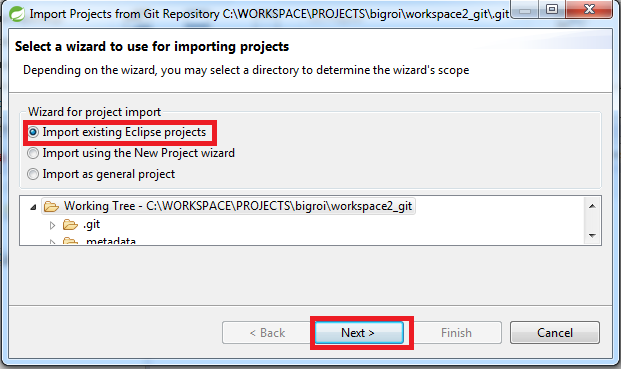 Import Projects from Git Repository C:\WORKSPACE\PROJECTS\bigroi\workspace2_git\.git
Select a wizard to use for importing projects
Depending on the wizard, you may select a directory to determine the wizard's scope
Wizard for project import
Import existing Eclipse projects
Import using the New Project wizard
Import as general project
Working Tree - C:\WORKSPACE\PROJECTS\bigroi\workspace2_git
.git
.metadata
< Back Next > Finish Cancel